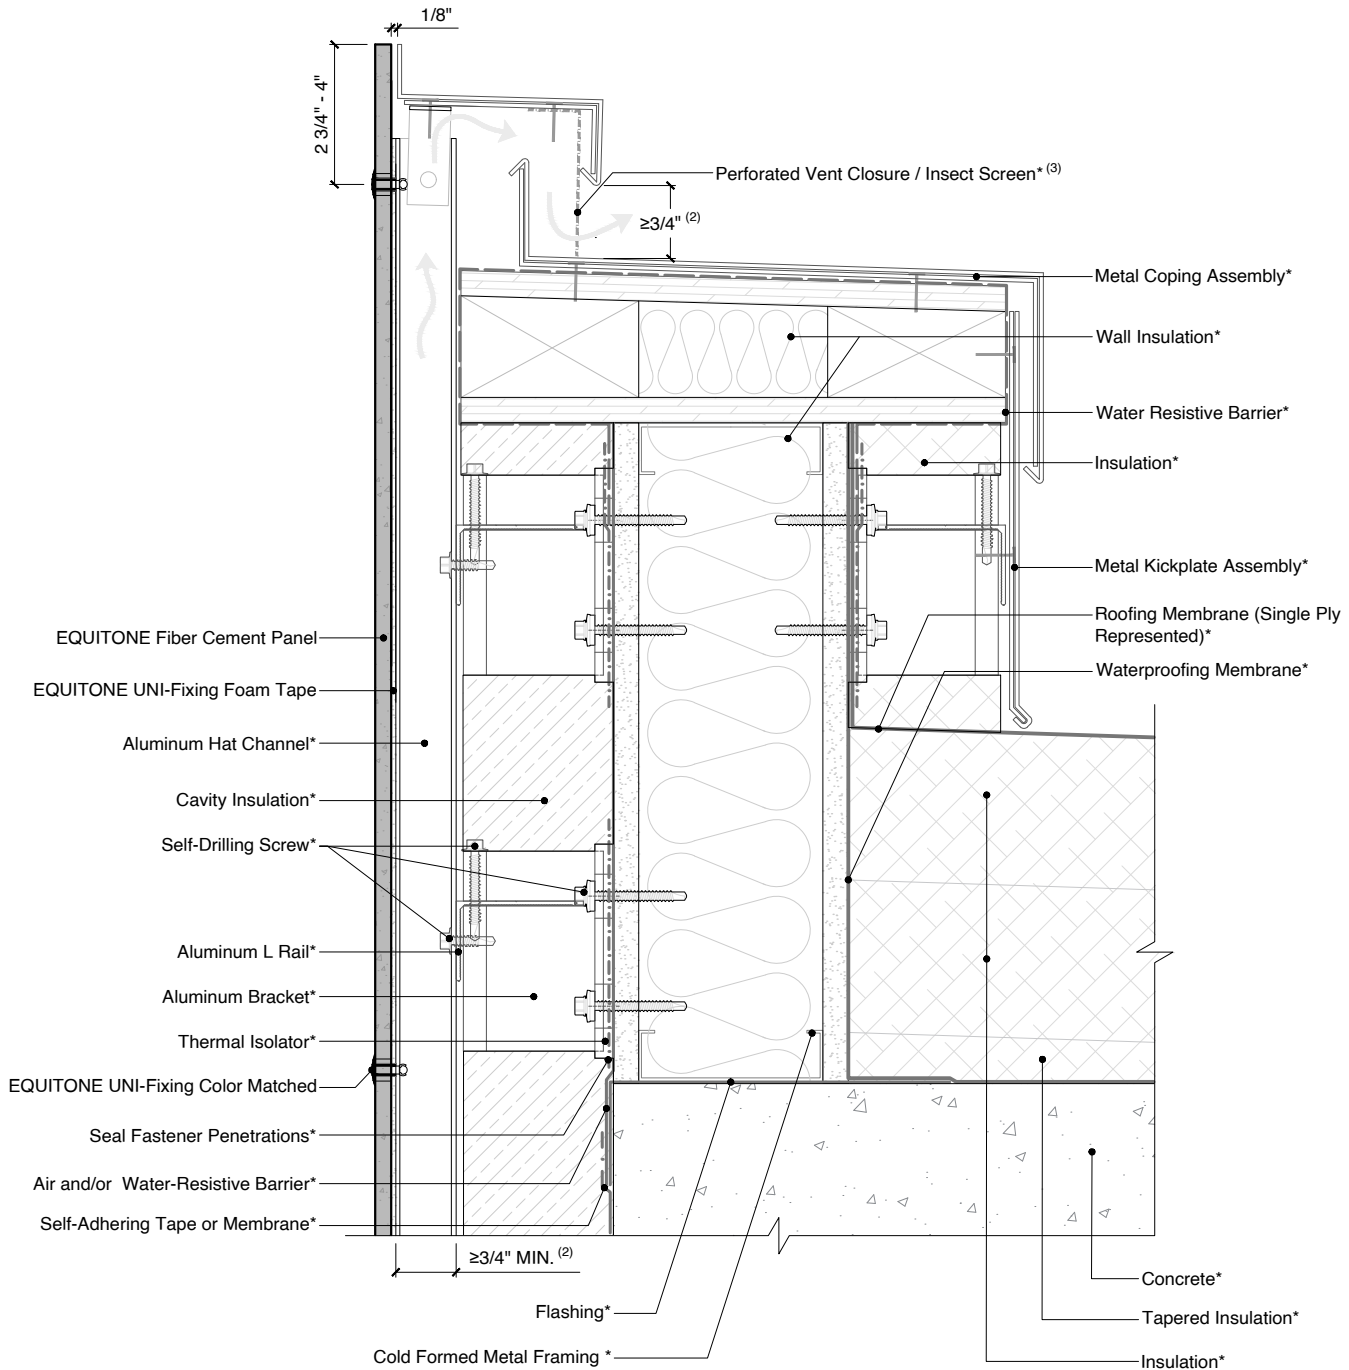 1/8"
2 3/4" - 4"
Perforated Vent Closure / Insect Screen* (3)
≥3/4" (2)
Metal Coping Assembly*
Wall Insulation*
Water Resistive Barrier*
Insulation*
Metal Kickplate Assembly*
Roofing Membrane (Single Ply
Represented)*
Waterproofing Membrane*
EQUITONE Fiber Cement Panel
EQUITONE UNI-Fixing Foam Tape
Aluminum Hat Channel*
Cavity Insulation*
Self-Drilling Screw*
Aluminum L Rail*
Aluminum Bracket*
Thermal Isolator*
EQUITONE UNI-Fixing Color Matched
Seal Fastener Penetrations*
Air and/or Water-Resistive Barrier*
Self-Adhering Tape or Membrane*
≥3/4" MIN. (2)
Flashing*
Cold Formed Metal Framing *
Concrete*
Tapered Insulation*
Insulation*